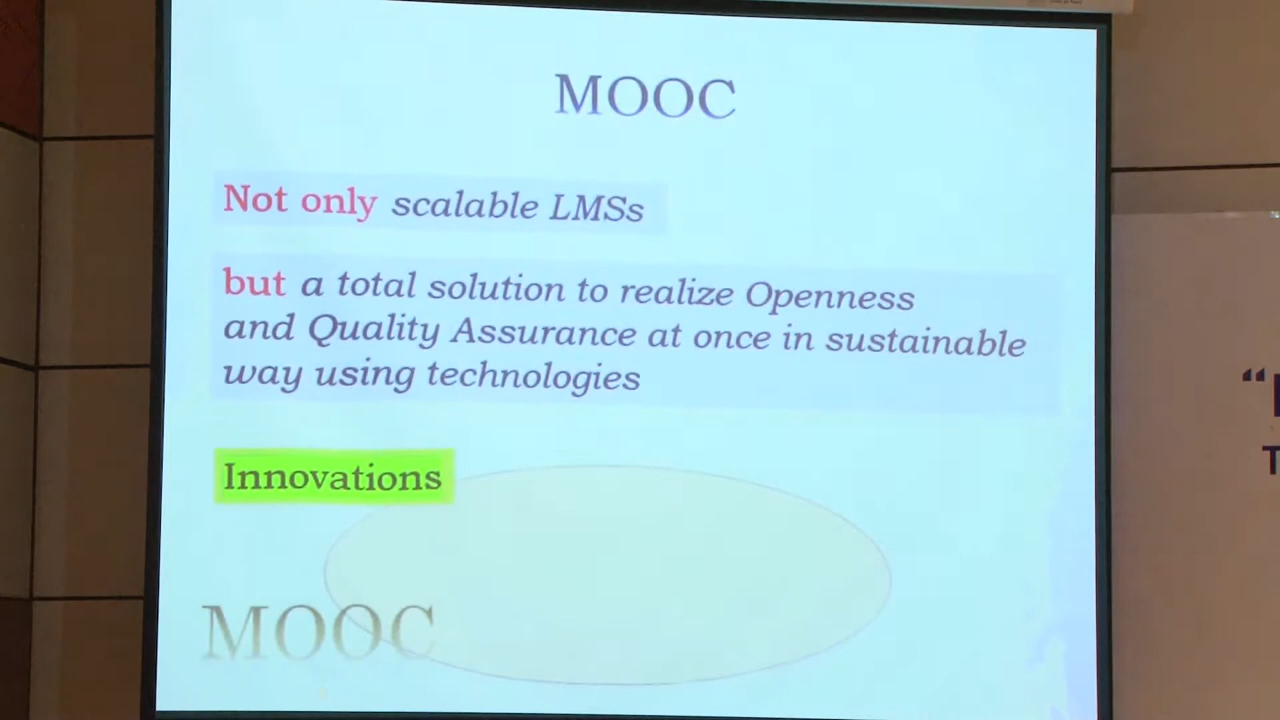 MOOC
Not only scalable LMSs
but a total solution to realize Openness
and Quality Assurance at once in sustainable
way using technologies
Innovations
MOOC